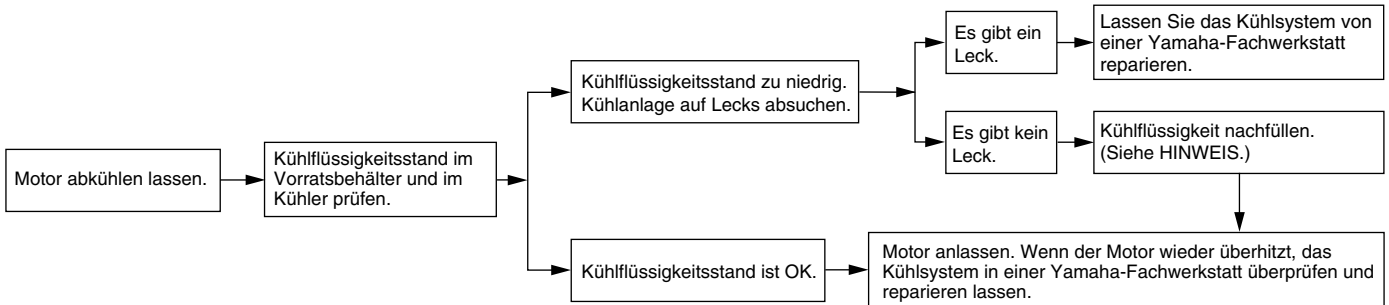 Motor abkühlen lassen.
Kühlflüssigkeitsstand im
Vorratsbehälter und im
Kühler prüfen.
Kühlflüssigkeitsstand zu niedrig.
Kühlanlage auf Lecks absuchen.
Es gibt ein
Leck.
Lassen Sie das Kühlsystem von
einer Yamaha-Fachwerkstatt
reparieren.
Es gibt kein
Leck.
Kühlflüssigkeit nachfüllen.
(Siehe HINWEIS.)
Kühlflüssigkeitsstand ist OK.
Motor anlassen. Wenn der Motor wieder überhitzt, das
Kühlsystem in einer Yamaha-Fachwerkstatt überprüfen und
reparieren lassen.